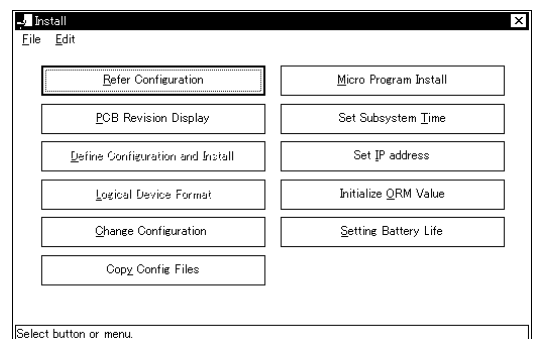 Install
File Edit
Refer Configuration
Micro Program Install
PCB Revision Display
Set Subsystem Time
Define Configuration and Install
Set IP address
Logical Device Format
Initialize ORM Value
Change Configuration
Setting Battery Life
Copy Config Files
Select button or menu.